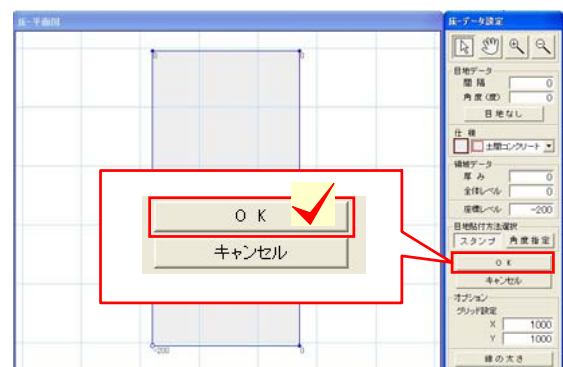 床-平面図
0
0
-200
0
O K
キャンセル
床-データ設定
目地データ
間 隔 0
角 度 (度) 0
目 地 な し
仕 様
土間コンクリート
領域データ
厚 み 0
全体レベル 0
座標レベル -200
目地貼付方法選択
スタンプ 角度指定
O K
キャンセル
オプション
グリッド設定
X 1000
Y 1000
線 の 太 さ